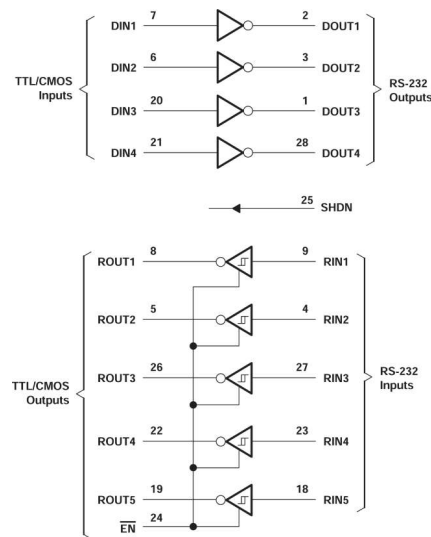 7 2
DIN1 DOUT1
6 3
DIN2 DOUT2
TTL/CMOS Inputs
RS-232 Outputs
20 1
DIN3 DOUT3
21 28
DIN4 DOUT4
25
SHDN
8 9
ROUT1 RIN1
5 4
ROUT2 RIN2
26 27
ROUT3 RIN3
TTL/CMOS Outputs
RS-232 Inputs
22 23
ROUT4 RIN4
19 18
ROUT5 RIN5
24
EN